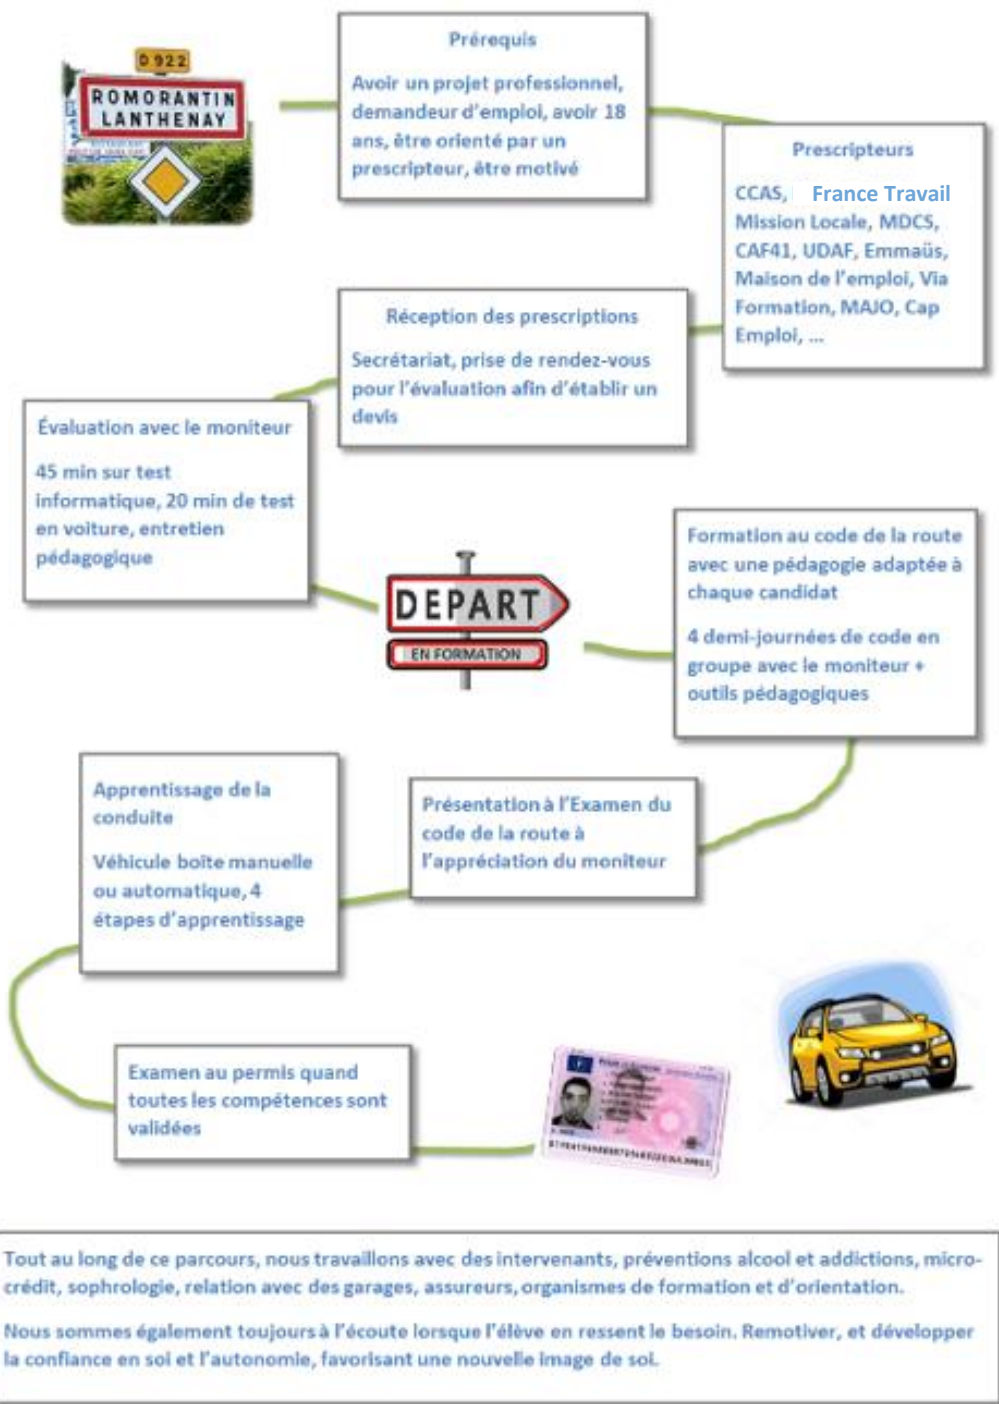 D 922
ROMORANTIN
LANTHENAY
Prérequis
Avoir un projet professionnel,
demandeur d'emploi, avoir 18
ans, être orienté par un
prescripteur, être motivé
Prescripteurs
CCAS, France Travail
Mission Locale, MDCS,
CAF41, UDAF, Emmaüs,
Maison de l'emploi, Via
Formation, MAJO, Cap
Emploi, ...
Réception des prescriptions
Secrétariat, prise de rendez-vous
pour l'évaluation afin d'établir un
devis
Évaluation avec le moniteur
45 min sur test
informatique, 20 min de test
en voiture, entretien
pédagogique
DEPART
EN FORMATION
Formation au code de la route
avec une pédagogie adaptée à
chaque candidat
4 demi-journées de code en
groupe avec le moniteur +
outils pédagogiques
Présentation à l'Examen du
code de la route à
l'appréciation du moniteur
Apprentissage de la
conduite
Véhicule boîte manuelle
ou automatique, 4
étapes d'apprentissage
Examen au permis quand
toutes les compétences sont
validées
Tout au long de ce parcours, nous travaillons avec des intervenants, préventions alcool et addictions, micro-
crédit, sophrologie, relation avec des garages, assureurs, organismes de formation et d'orientation.
Nous sommes également toujours à l'écoute lorsque l'élève en ressent le besoin. Remotiver, et développer
la confiance en soi et l'autonomie, favorisant une nouvelle image de soi.